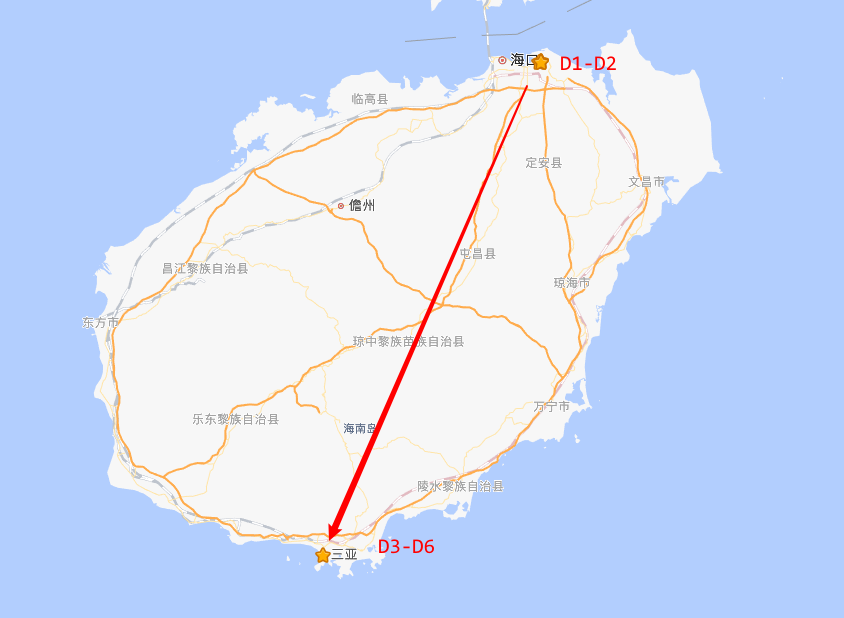 海口
D1-D2
临高县
定安县
文昌市
儋州
屯昌县
昌江黎族自治县
琼海市
东方市
琼中黎族苗族自治县
万宁市
乐东黎族自治县
海南岛
陵水黎族自治县
D3-D6
三亚